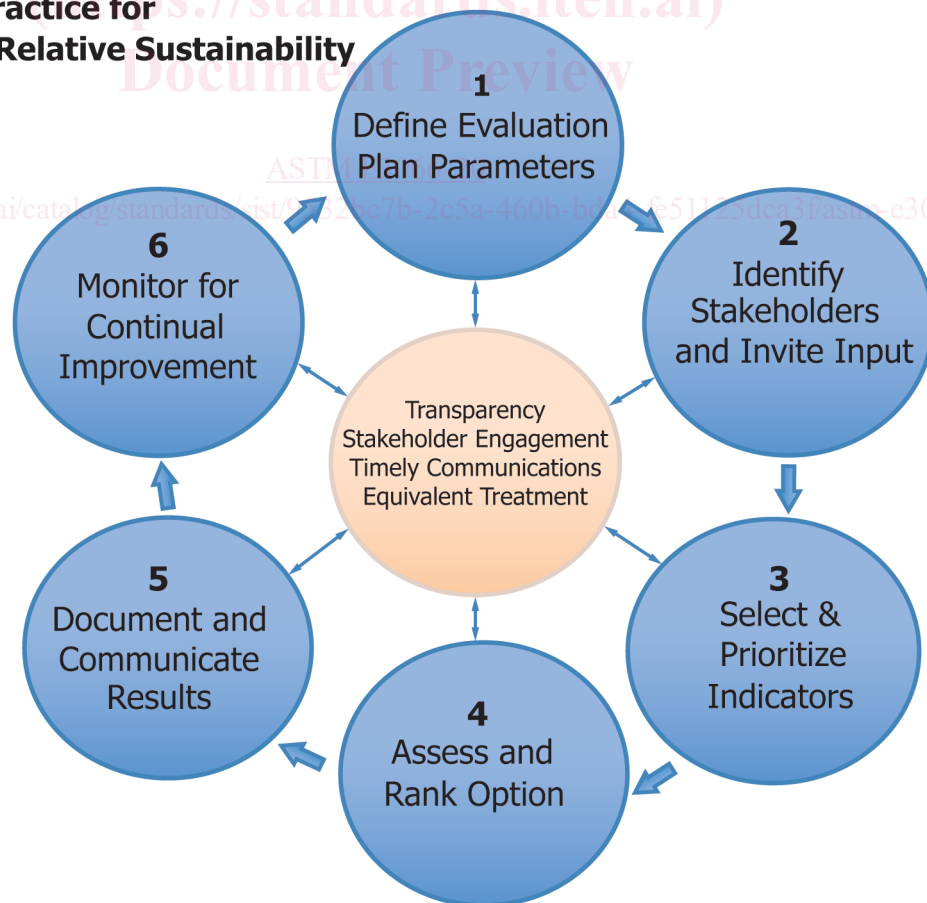 ractice for
Relative Sustainability
Document Preview
1
Define Evaluation
Plan Parameters
2
Identify
Stakeholders
and Invite Input
3
Select &
Prioritize
Indicators
4
Assess and
Rank Option
5
Document and
Communicate
Results
6
Monitor for
Continual
Improvement
Transparency
Stakeholder Engagement
Timely Communications
Equivalent Treatment